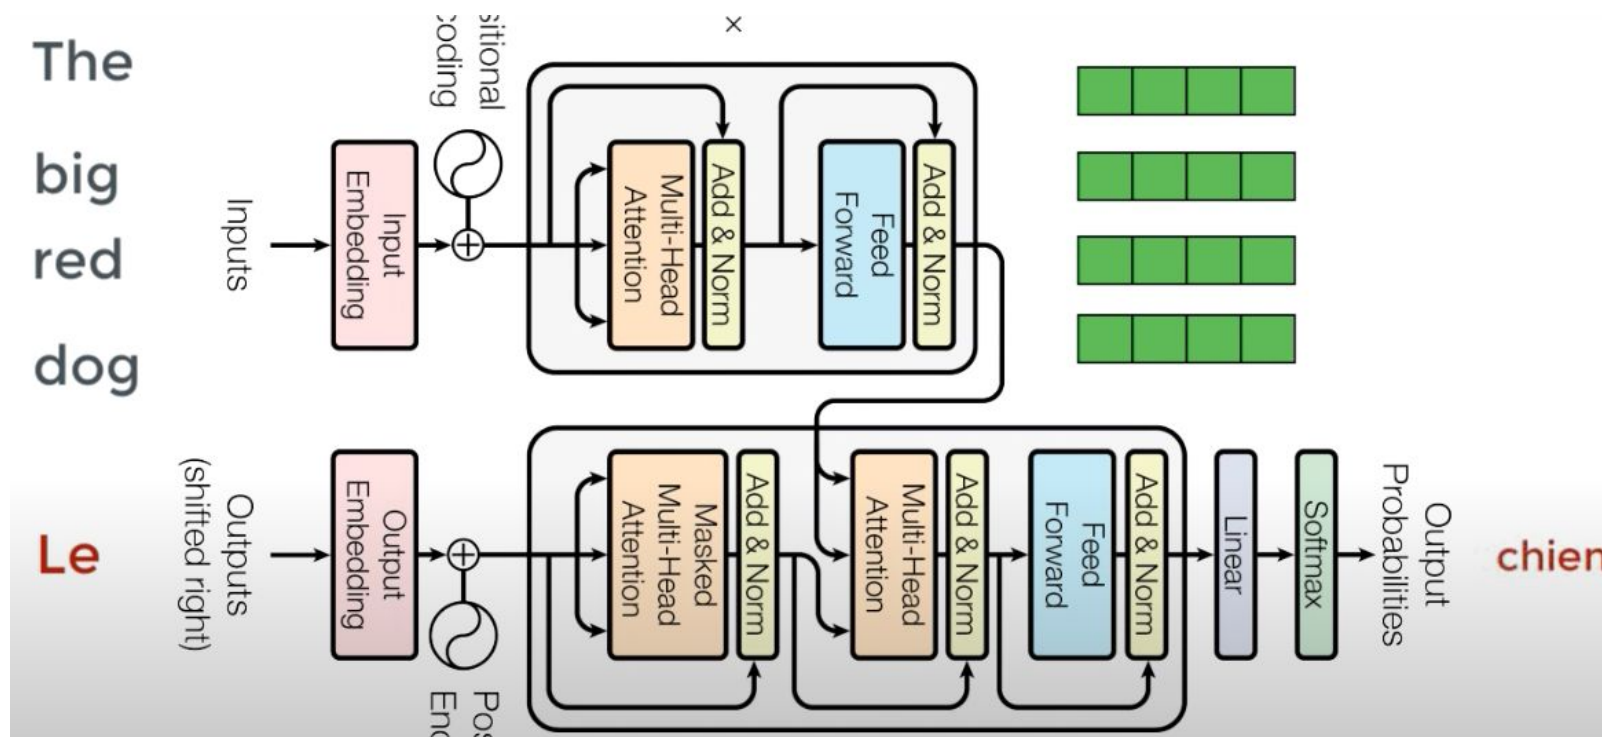 The
big
red
dog
Inputs
Input
Embedding
sitional
coding
×
Multi-Head
Attention
Add & Norm
Feed
Forward
Add & Norm
Le
Outputs
(shifted right)
Output
Embedding
Pos
Enc
Masked
Multi-Head
Attention
Add & Norm
Multi-Head
Attention
Add & Norm
Feed
Forward
Add & Norm
Linear
Softmax
Output
Probabilities
chien